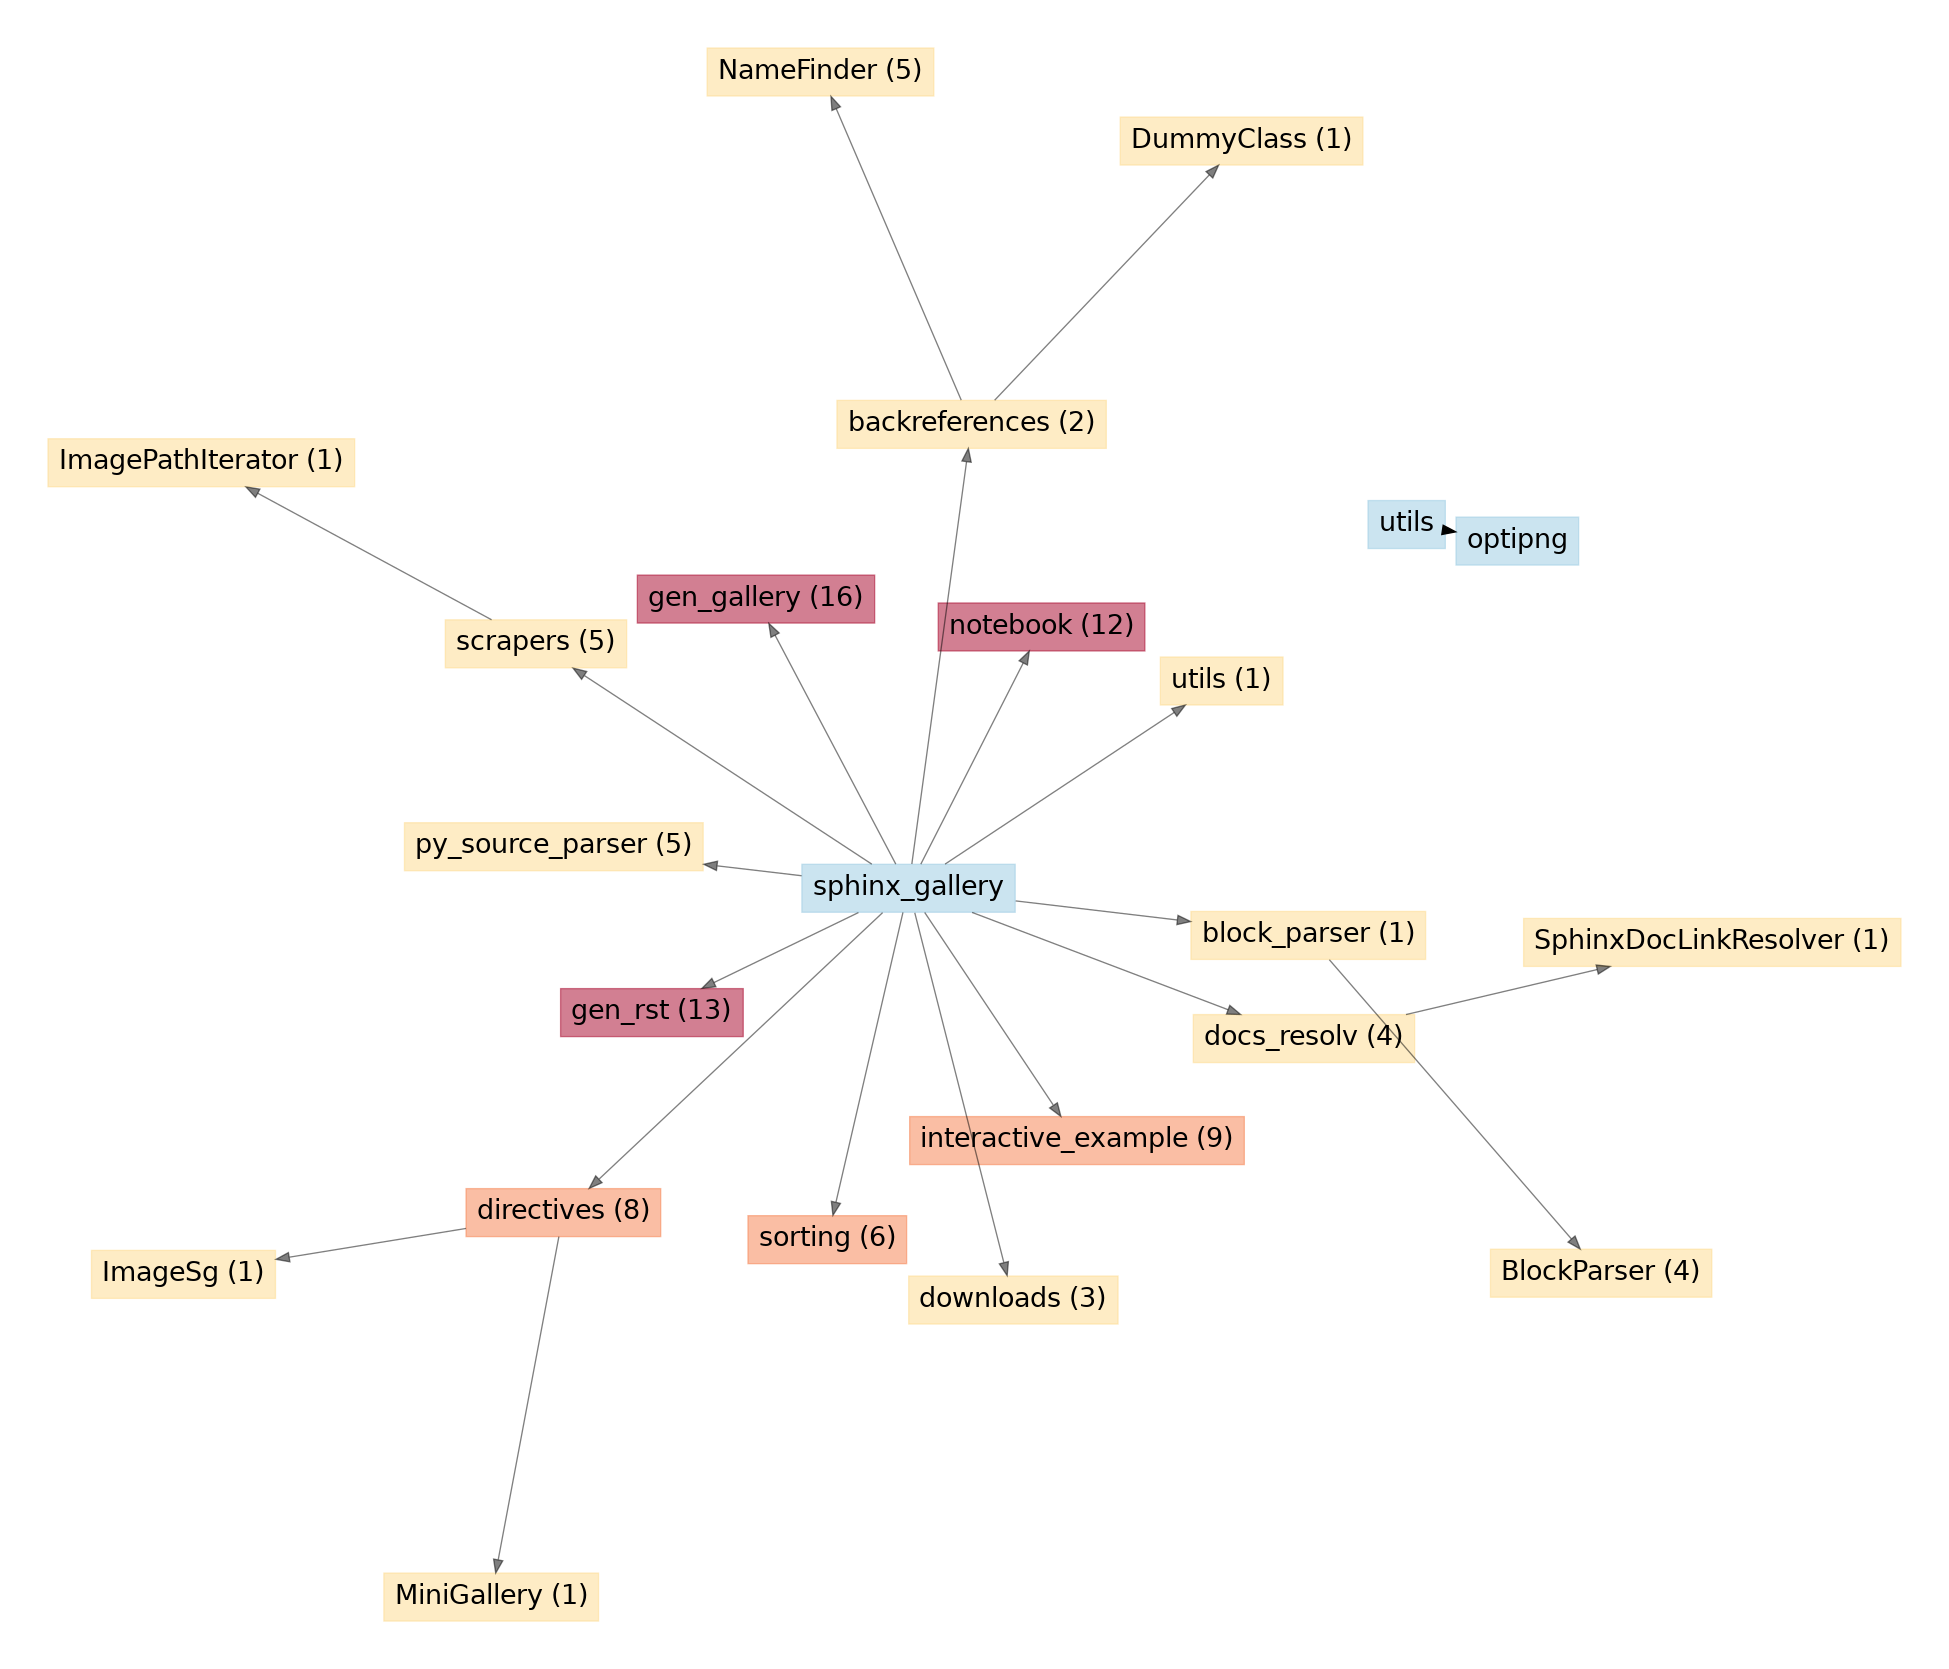 NameFinder (5)
DummyClass (1)
backreferences (2)
ImagePathIterator (1)
utils
optipng
gen_gallery (16)
notebook (12)
scrapers (5)
utils (1)
py_source_parser (5)
sphinx_gallery
block_parser (1)
SphinxDocLinkResolver (1)
gen_rst (13)
docs_resolv (4)
interactive_example (9)
directives (8)
sorting (6)
ImageSg (1)
BlockParser (4)
downloads (3)
MiniGallery (1)